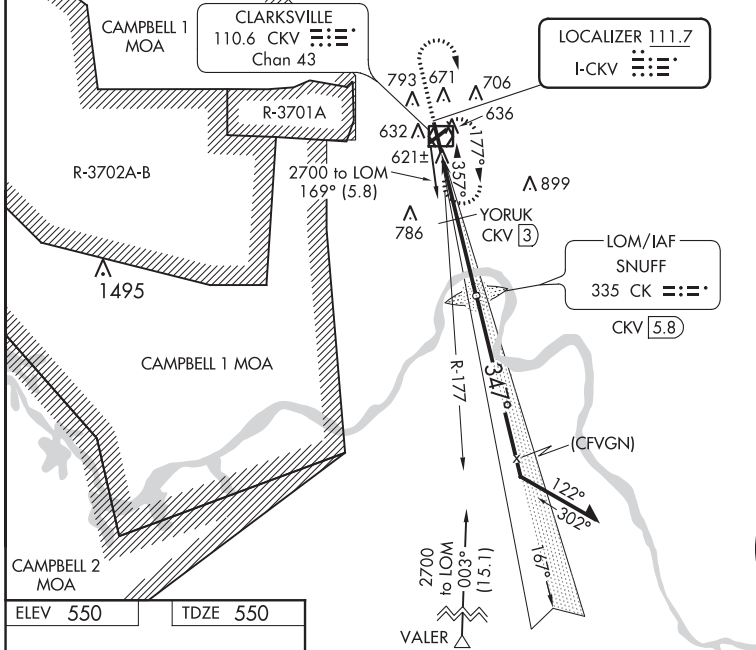 CAMPBELL 1
MOA
CLARKSVILLE
110.6 CKV
Chan 43
LOCALIZER 111.7
I-CKV
R-3701A
793
671
706
636
632
621±
177°
357°
R-3702A-B
2700 to LOM
169° (5.8)
899
786
YORUK
CKV 3
LOM/IAF
SNUFF
335 CK
CKV 5.8
1495
CAMPBELL 1 MOA
R-177
347°
(CFVGN)
122°
302°
167°
2700
to LOM
003°
(15.1)
VALER
CAMPBELL 2
MOA
ELEV 550
TDZE 550